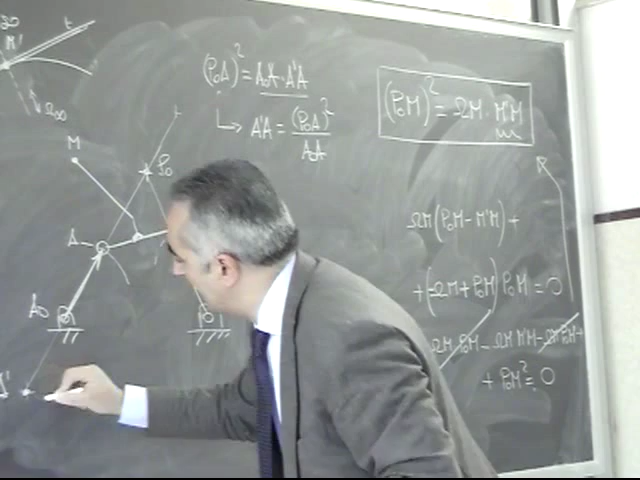 t
M'
(P₀A)² = A₀A · A'A
↳ A'A = (P₀A)² / A₀A
(P₀M)² = ΩM · M'M
t
M
P₀
A
A₀
ΩM(P₀M - M'M) +
+ (-ΩM + P₀M) P₀M = 0
ΩM P₀M - ΩM M'M - ΩM P₀M +
+ P₀M² = 0